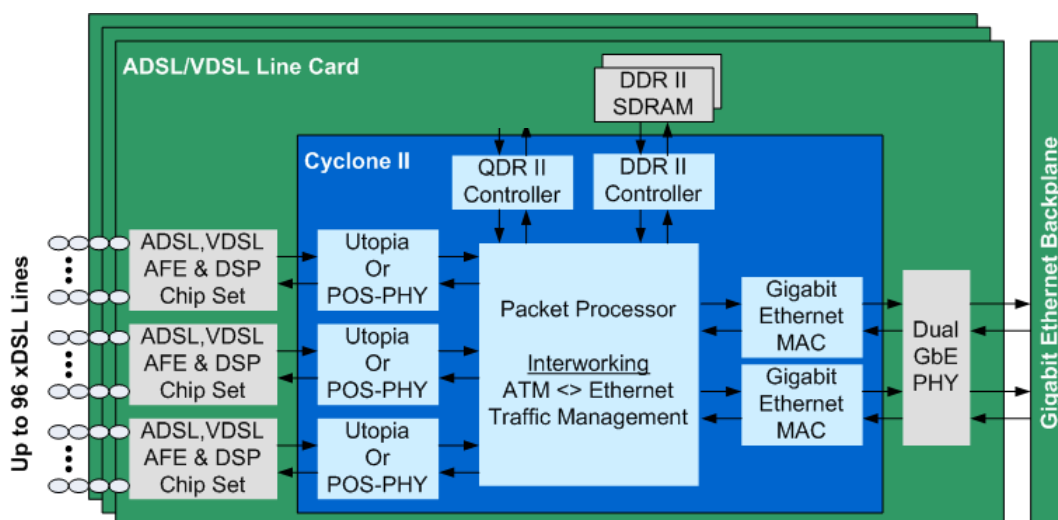 ADSL/VDSL Line Card
DDR II
SDRAM
Cyclone II
QDR II
Controller
DDR II
Controller
Up to 96 xDSL Lines
ADSL,VDSL
AFE & DSP
Chip Set
Utopia
Or
POS-PHY
ADSL,VDSL
AFE & DSP
Chip Set
Utopia
Or
POS-PHY
ADSL,VDSL
AFE & DSP
Chip Set
Utopia
Or
POS-PHY
Packet Processor
Interworking
ATM <> Ethernet
Traffic Management
Gigabit
Ethernet
MAC
Gigabit
Ethernet
MAC
Dual
GbE
PHY
Gigabit Ethernet Backplane